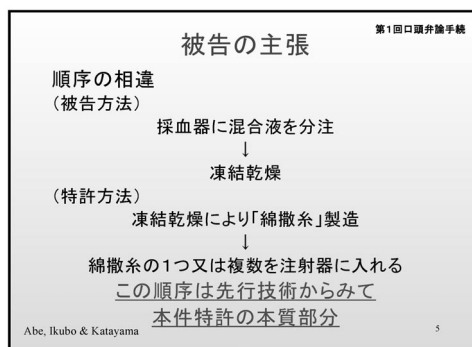 第1回口頭弁論手続
被告の主張
順序の相違
(被告方法)
採血器に混合液を分注
↓
凍結乾燥
(特許方法)
凍結乾燥により「綿撒糸」製造
↓
綿撒糸の1つ又は複数を注射器に入れる
この順序は先行技術からみて
本件特許の本質部分
Abe, Ikubo & Katayama
5